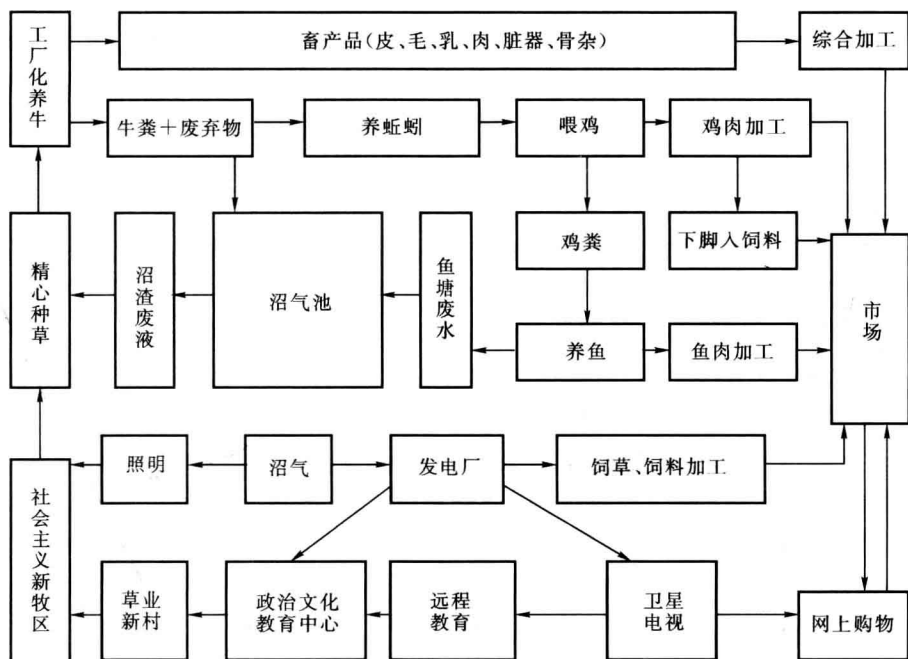 工厂化养牛
畜产品(皮、毛、乳、肉、脏器、骨杂)
综合加工
牛粪+废弃物
养蚯蚓
喂鸡
鸡肉加工
精心种草
沼渣废液
沼气池
鱼塘废水
鸡粪
下脚入饲料
市场
养鱼
鱼肉加工
社会主义新牧区
照明
沼气
发电厂
饲草、饲料加工
草业
新村
政治文化
教育中心
远程
教育
卫星
电视
网上购物